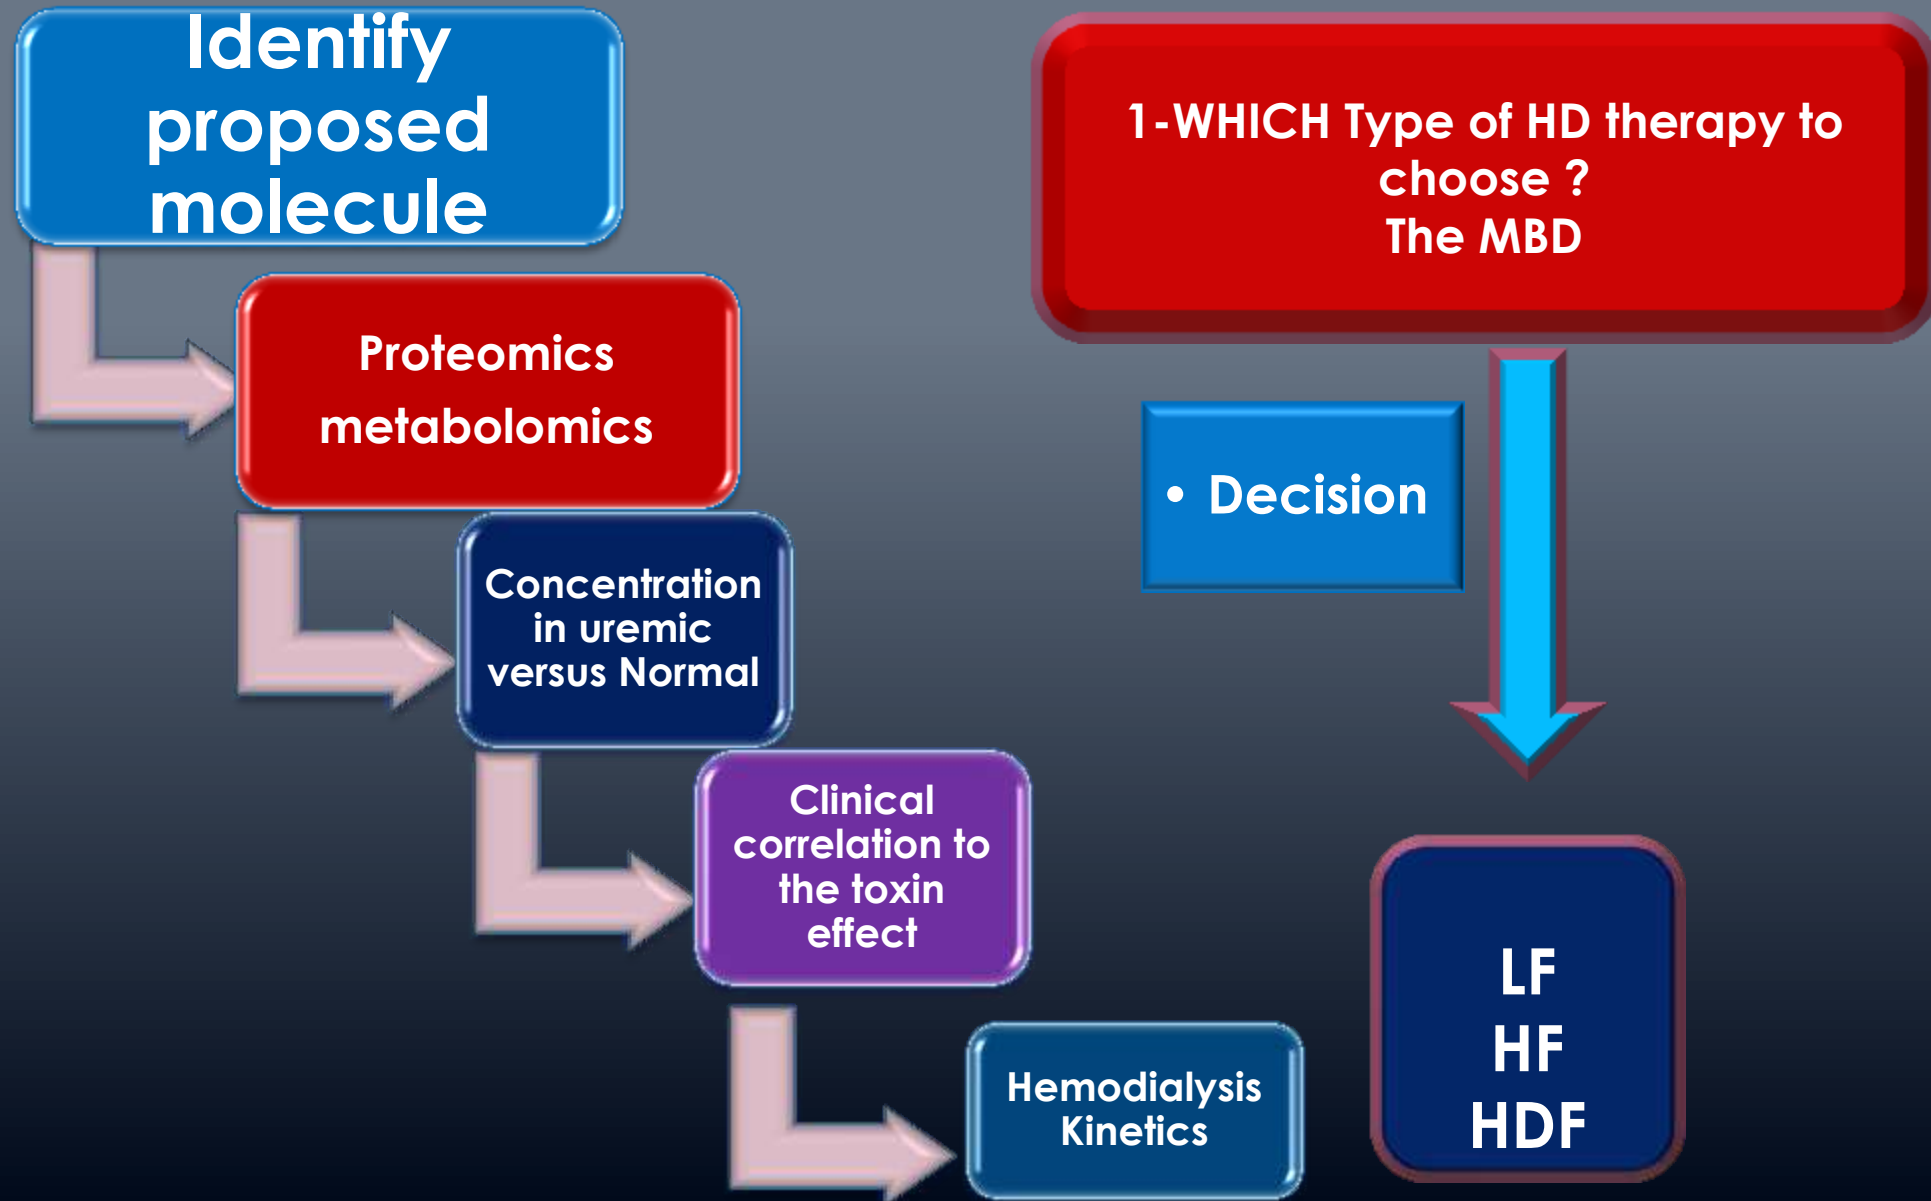 Identify
proposed
molecule
Proteomics
metabolomics
Concentration
in uremic
versus Normal
Clinical
correlation to
the toxin
effect
Hemodialysis
Kinetics
1-WHICH Type of HD therapy to
choose ?
The MBD
• Decision
LF
HF
HDF